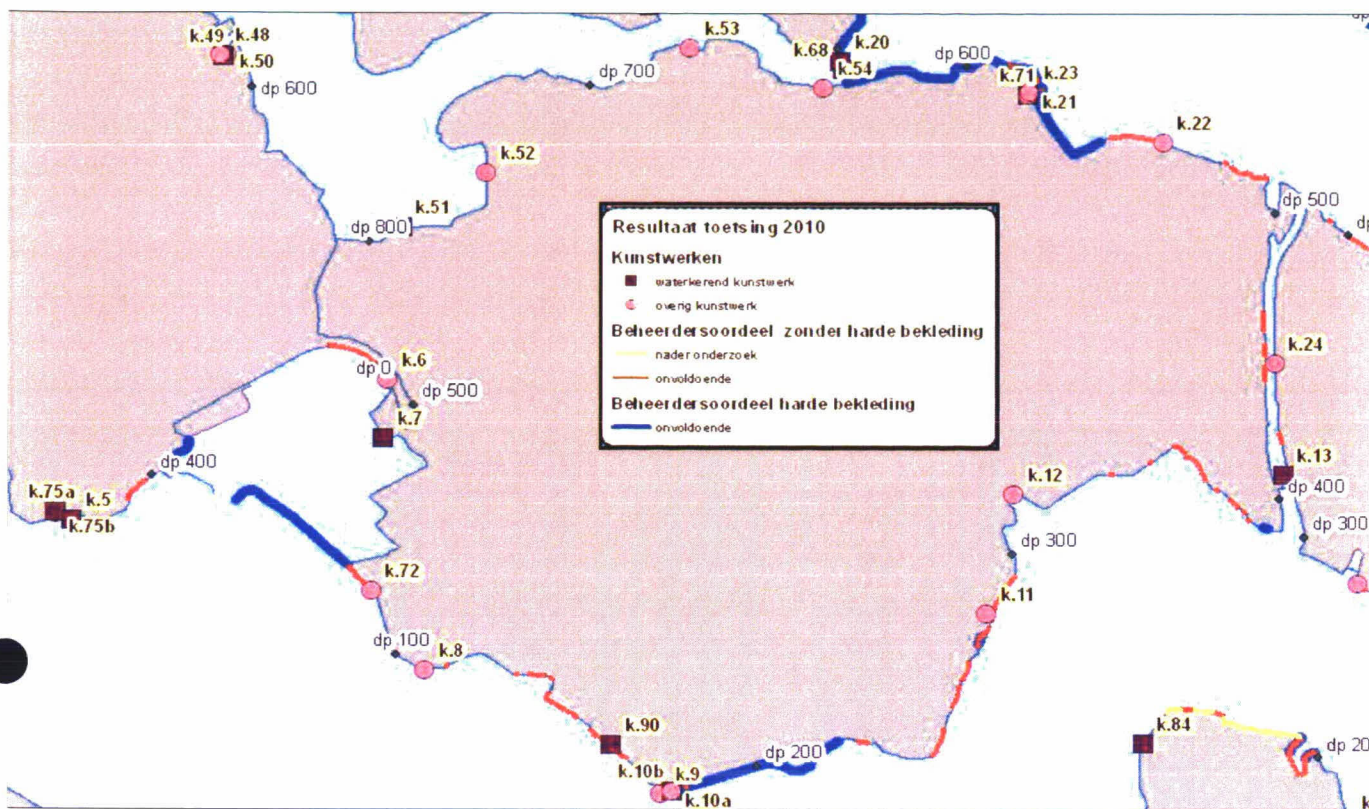 k.49
k.48
k.50
dp 600
k.53
dp 700
k.68
k.20
k.54
dp 600
k.71
k.23
k.21
k.22
k.52
k.51
dp 800
dp 500
Resultaat toetsing 2010
Kunstwerken
waterkerend kunstwerk
overig kunstwerk
Beheerdersoordeel zonder harde bekleding
nader onderzoek
onvoldoende
Beheerdersoordeel harde bekleding
onvoldoende
dp 0
k.6
dp 500
k.7
k.24
dp 400
k.75a
k.5
k.75b
k.13
dp 400
k.12
dp 300
dp 300
k.72
k.11
dp 100
k.8
k.90
k.84
dp 200
dp 20
k.10b
k.9
k.10a